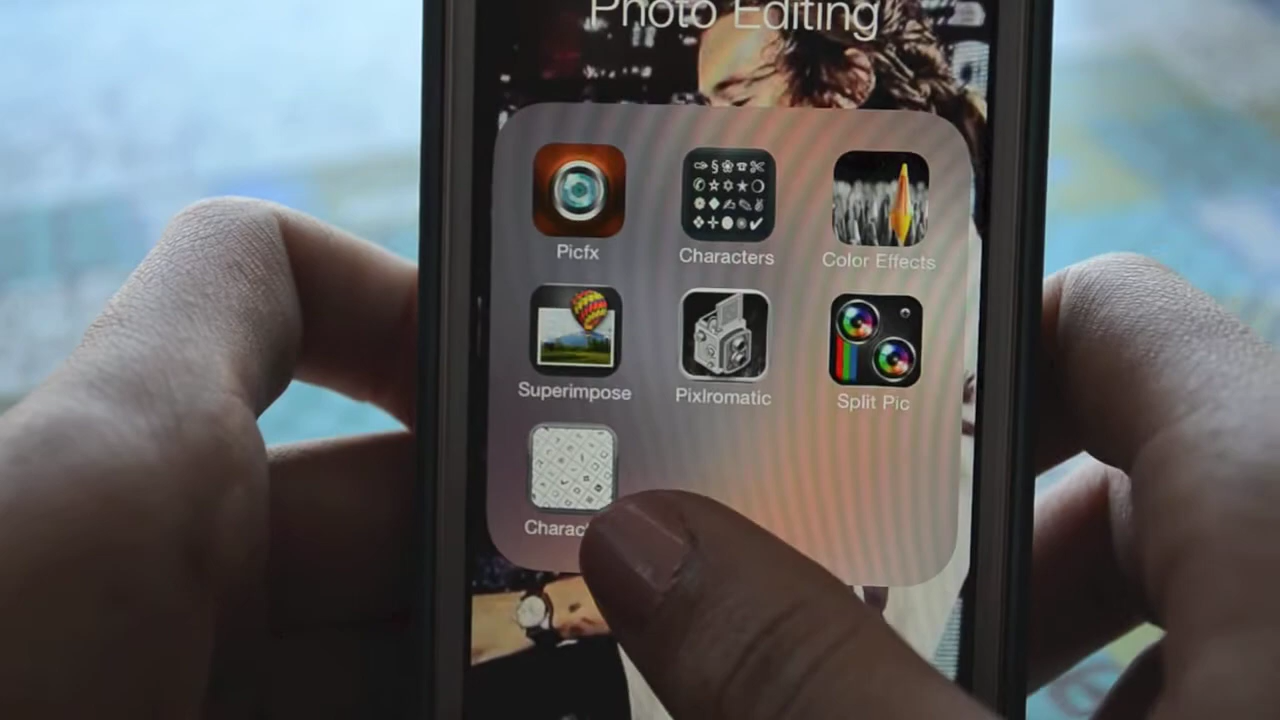 Photo Editing
Picfx
Characters
Color Effects
Superimpose
Pixlromatic
Split Pic